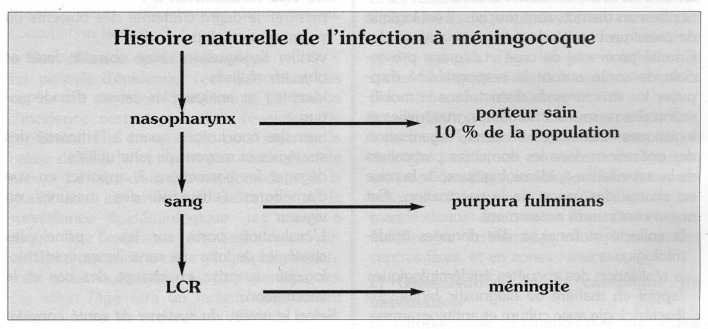 Histoire naturelle de l'infection à méningocoque
nasopharynx
porteur sain
10 % de la population
sang
purpura fulminans
LCR
méningite